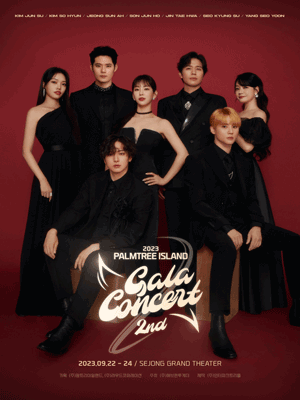 KIM JUN SU / KIM SO HYUN / JEONG SUN AH / SON JUN HO / JIN TAE HWA / SEO KYUNG SU / YANG SEO YOON
2023
PALMTREE ISLAND
Gala
Concert
2nd
2023.09.22 - 24 / SEJONG GRAND THEATER